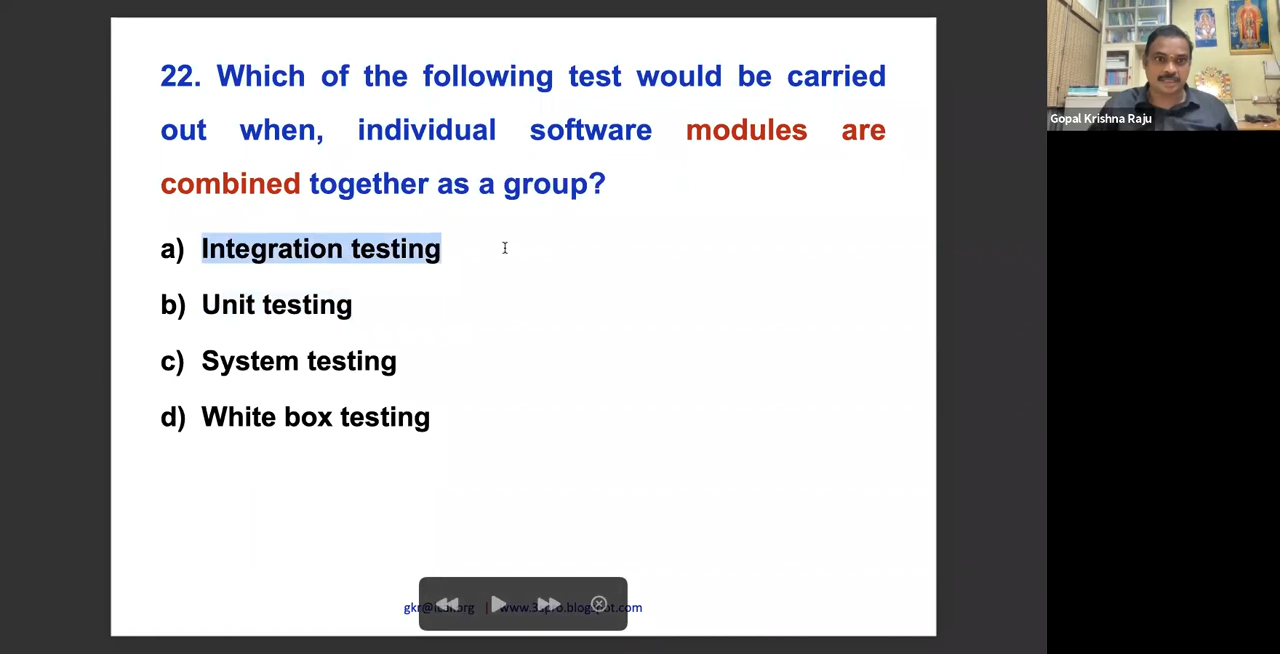 22. Which of the following test would be carried
out when, individual software modules are
combined together as a group?
a) Integration testing
b) Unit testing
c) System testing
d) White box testing
| .com
Gopal Krishna Raju